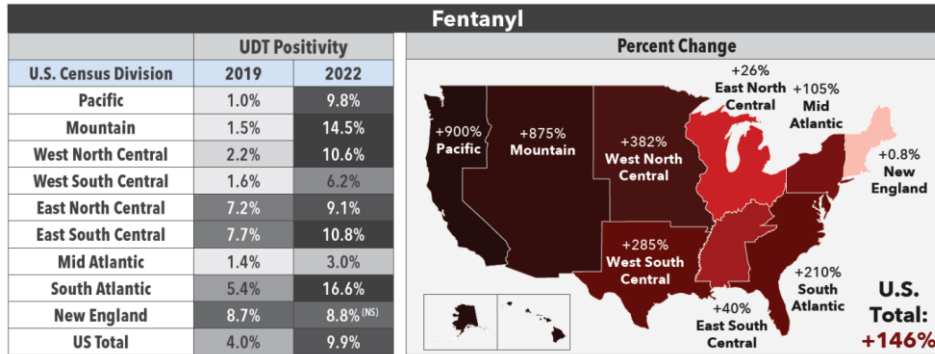 Fentanyl
UDT Positivity
U.S. Census Division 2019 2022
Pacific 1.0% 9.8%
Mountain 1.5% 14.5%
West North Central 2.2% 10.6%
West South Central 1.6% 6.2%
East North Central 7.2% 9.1%
East South Central 7.7% 10.8%
Mid Atlantic 1.4% 3.0%
South Atlantic 5.4% 16.6%
New England 8.7% 8.8% (NS)
US Total 4.0% 9.9%
Percent Change
+900%
Pacific
+875%
Mountain
+382%
West North
Central
+26%
East North
Central
+105%
Mid
Atlantic
+0.8%
New
England
+285%
West South
Central
+40%
East South
Central
+210%
South
Atlantic
U.S.
Total:
+146%